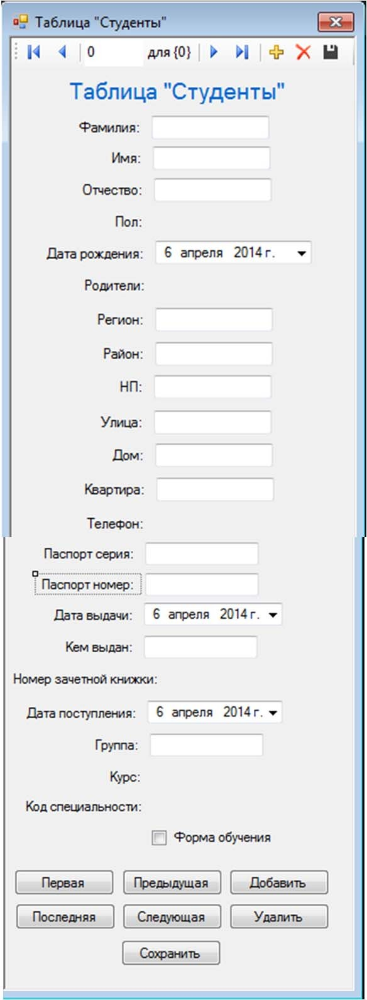 Таблица "Студенты"
0 для {0}
Таблица "Студенты"
Фамилия:
Имя:
Отчество:
Пол:
Дата рождения: 6 апреля 2014 г.
Родители:
Регион:
Район:
НП:
Улица:
Дом:
Квартира:
Телефон:
Паспорт серия:
Паспорт номер:
Дата выдачи: 6 апреля 2014 г.
Кем выдан:
Номер зачетной книжки:
Дата поступления: 6 апреля 2014 г.
Группа:
Курс:
Код специальности:
Форма обучения
Первая Предыдущая Добавить
Последняя Следующая Удалить
Сохранить